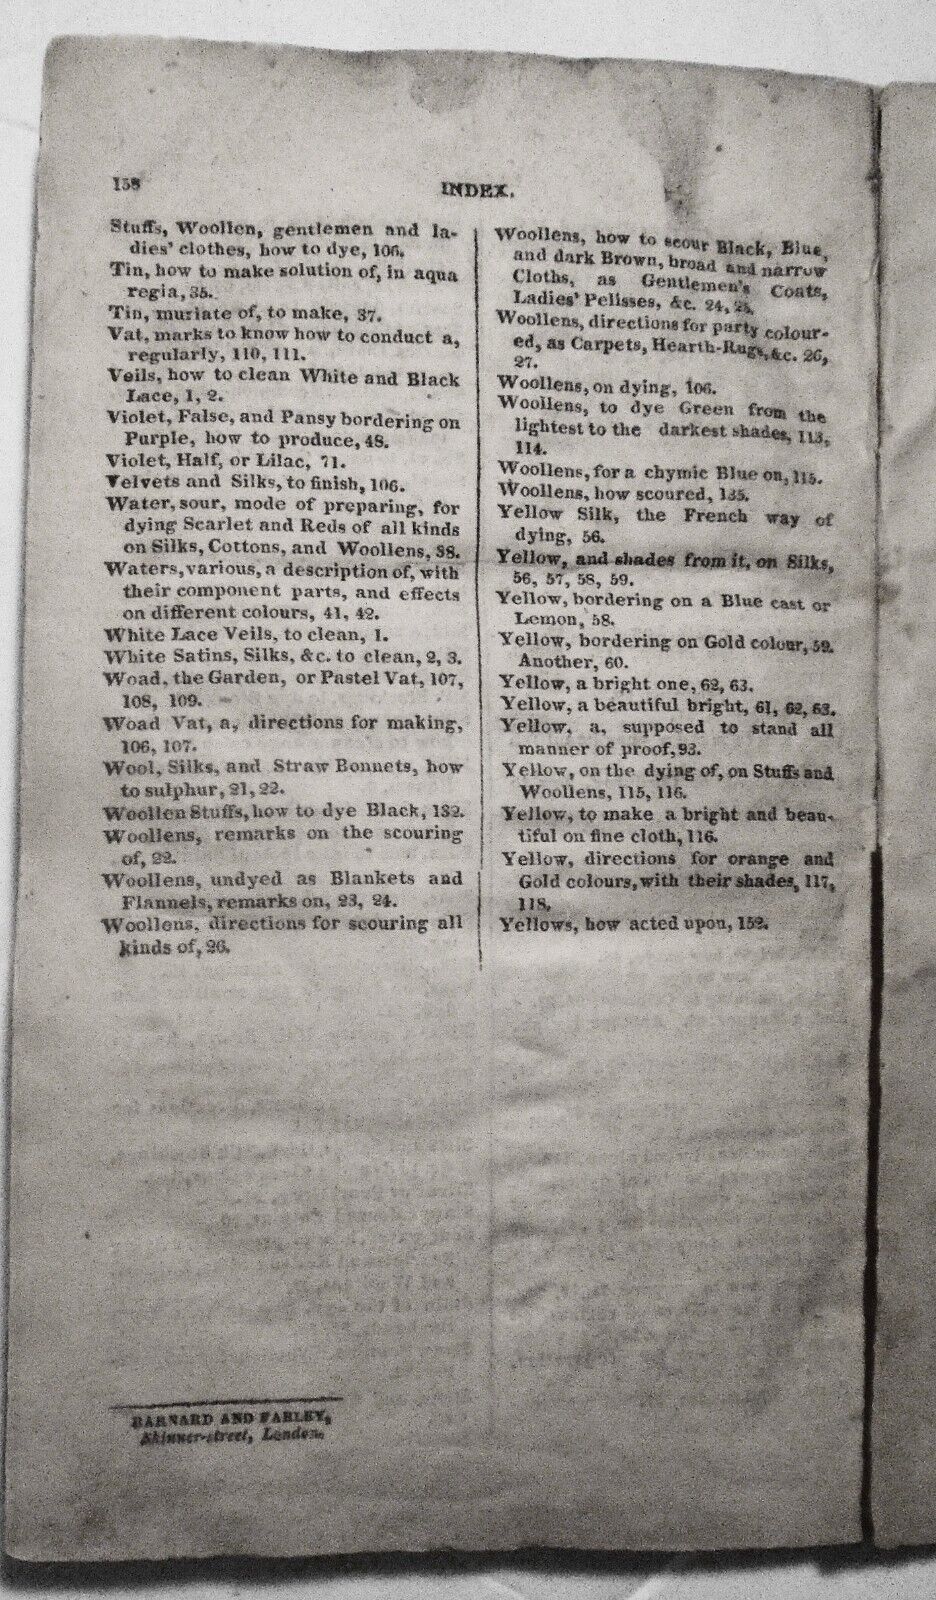 158
INDEX.
Stuffs, Woollen, gentlemen and la-
dies' clothes, how to dye, 106.
Tin, how to make solution of, in aqua
regia, 35.
Tin, muriate of, to make, 37.
Vat, marks to know how to conduct a,
regularly, 110, 111.
Veils, how to clean White and Black
Lace, 1, 2.
Violet, False, and Pansy bordering on
Purple, how to produce, 48.
Violet, Half, or Lilac, 71.
Velvets and Silks, to finish, 106.
Water, sour, mode of preparing, for
dying Scarlet and Reds of all kinds
on Silks, Cottons, and Woollens, 38.
Waters, various, a description of, with
their component parts, and effects
on different colours, 41, 42.
White Lace Veils, to clean, 1.
White Satins, Silks, &c. to clean, 2, 3.
Woad, the Garden, or Pastel Vat, 107,
108, 109.
Woad Vat, a, directions for making,
106, 107.
Wool, Silks, and Straw Bonnets, how
to sulphur, 21, 22.
Woollen Stuffs, how to dye Black, 132.
Woollens, remarks on the scouring
of, 22.
Woollens, undyed as Blankets and
Flannels, remarks on, 23, 24.
Woollens, directions for scouring all
kinds of, 26.
Woollens, how to scour Black, Blue,
and dark Brown, broad and narrow
Cloths, as Gentlemen's Coats,
Ladies' Pelisses, &c. 24, 25.
Woollens, directions for party colour-
ed, as Carpets, Hearth-Rugs, &c. 26,
27.
Woollens, on dying, 106.
Woollens, to dye Green from the
lightest to the darkest shades, 113,
114.
Woollens, for a chymic Blue on, 115.
Woollens, how scoured, 135.
Yellow Silk, the French way of
dying, 56.
Yellow, and shades from it, on Silks,
56, 57, 58, 59.
Yellow, bordering on a Blue cast or
Lemon, 58.
Yellow, bordering on Gold colour, 59.
Another, 60.
Yellow, a bright one, 62, 63.
Yellow, a beautiful bright, 61, 62, 63.
Yellow, a, supposed to stand all
manner of proof, 93.
Yellow, on the dying of, on Stuffs and
Woollens, 115, 116.
Yellow, to make a bright and beau-
tiful on fine cloth, 116.
Yellow, directions for orange and
Gold colours, with their shades, 117,
118.
Yellows, how acted upon, 152.
BARNARD AND FARLEY,
Skinner-street, London.